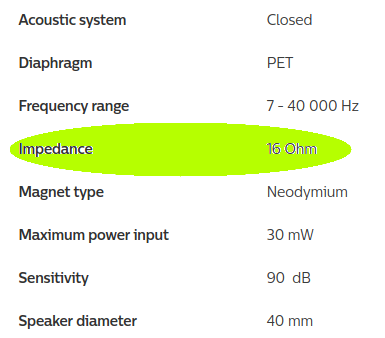 Acoustic system Closed
Diaphragm PET
Frequency range 7 - 40 000 Hz
Impedance 16 Ohm
Magnet type Neodymium
Maximum power input 30 mW
Sensitivity 90 dB
Speaker diameter 40 mm